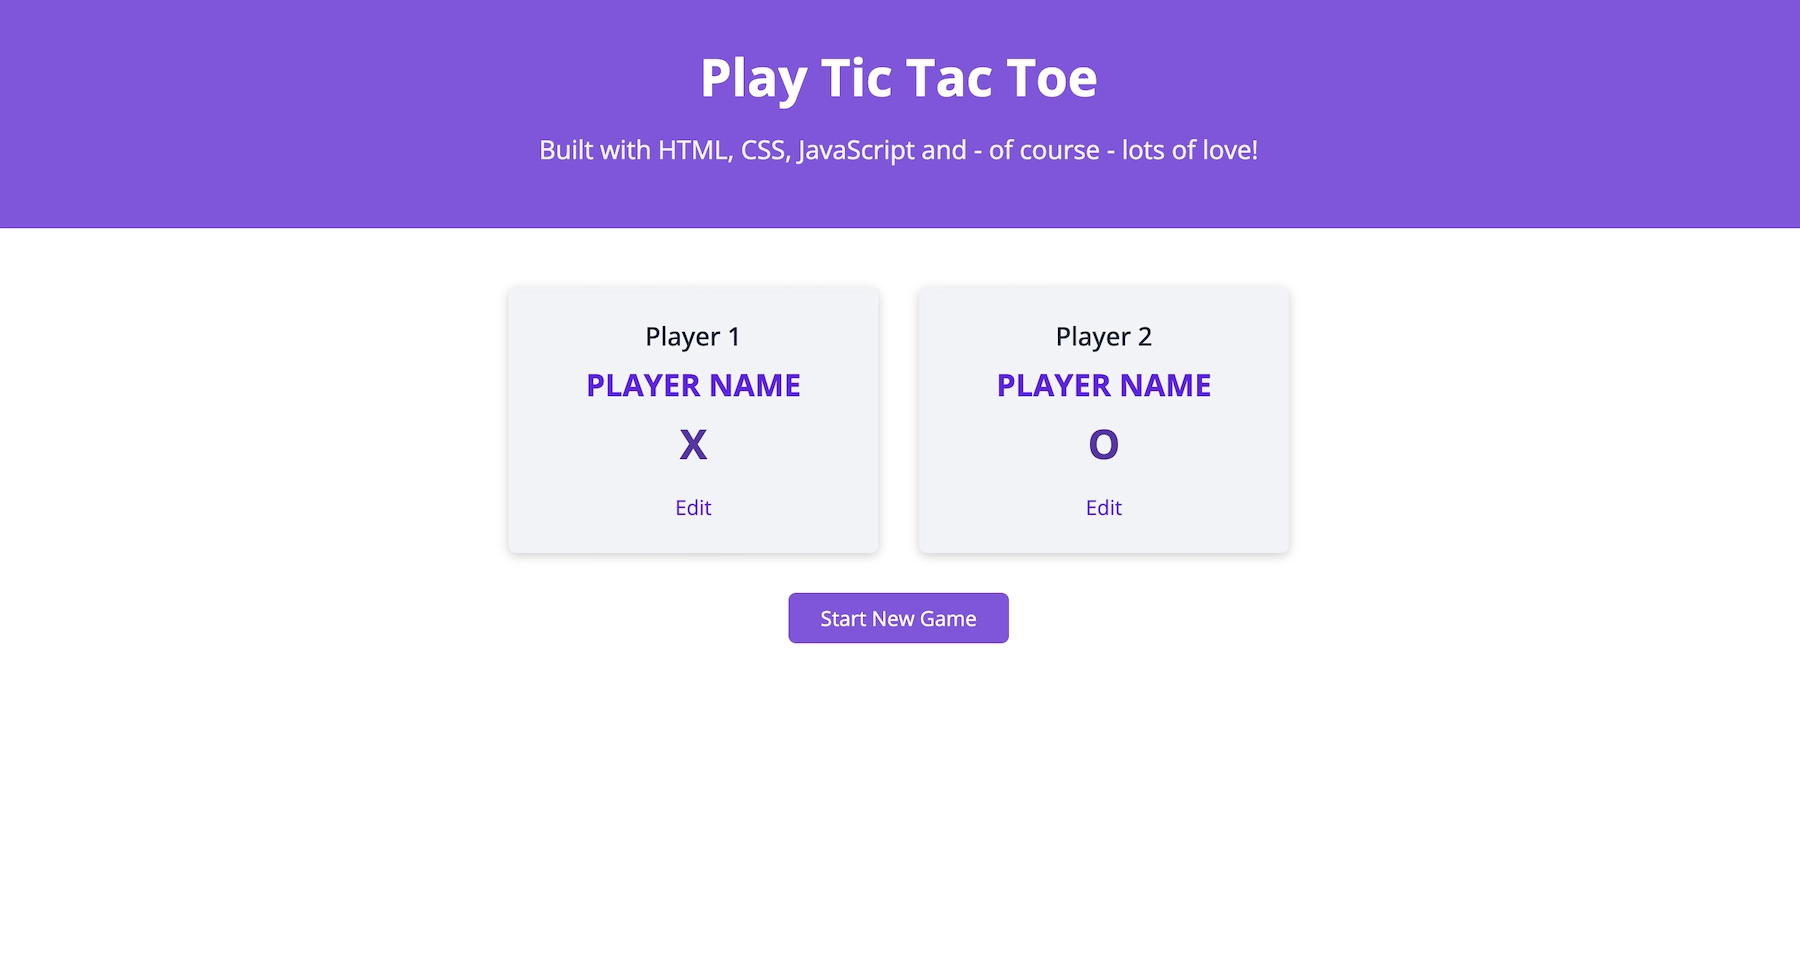 Play Tic Tac Toe
Built with HTML, CSS, JavaScript and - of course - lots of love!
Player 1
PLAYER NAME
X
Edit
Player 2
PLAYER NAME
O
Edit
Start New Game